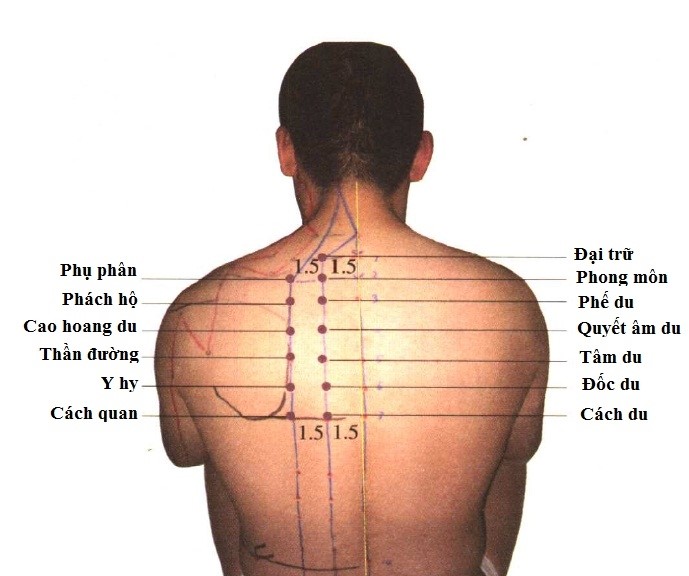 Đại trữ
Phụ phân
1.5 1.5
Phong môn
Phách hộ
Phế du
Cao hoang du
Quyết âm du
Thần đường
Tâm du
Y hy
Đốc du
Cách quan
Cách du
1.5 1.5